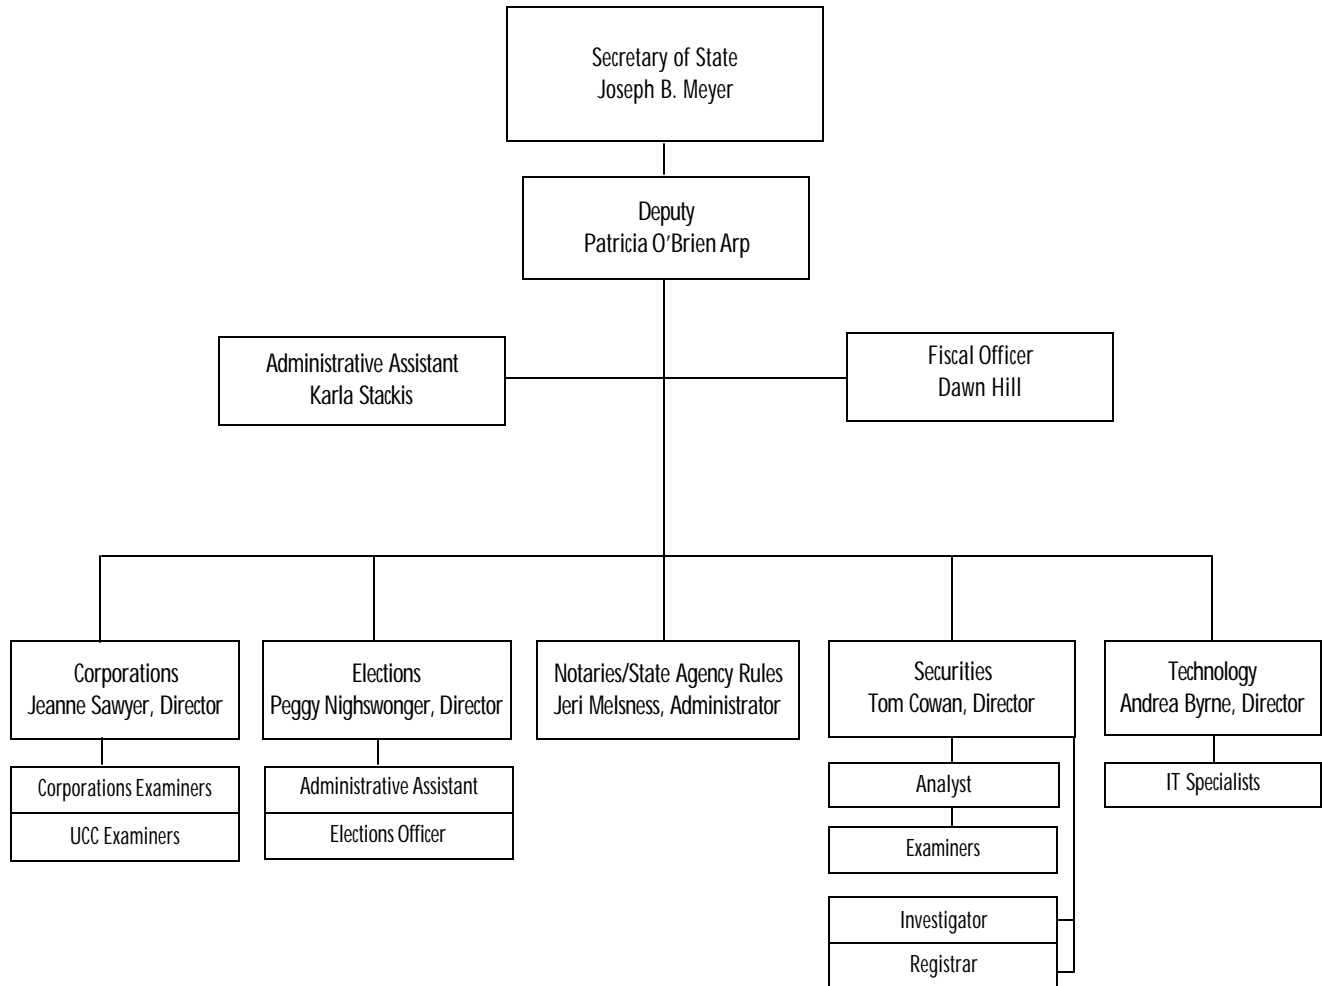 Secretary of State
Joseph B. Meyer
Deputy
Patricia O'Brien Arp
Administrative Assistant
Karla Stackis
Fiscal Officer
Dawn Hill
Corporations
Jeanne Sawyer, Director
Elections
Peggy Nighswonger, Director
Notaries/State Agency Rules
Jeri Melsness, Administrator
Securities
Tom Cowan, Director
Technology
Andrea Byrne, Director
Corporations Examiners
UCC Examiners
Administrative Assistant
Elections Officer
Analyst
Examiners
Investigator
Registrar
IT Specialists